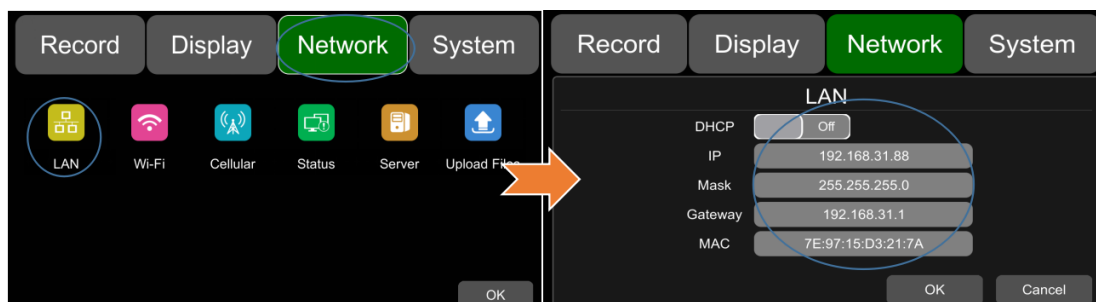 Record Display Network System
LAN Wi-Fi Cellular Status Server Upload Files
OK
Record Display Network System
LAN
DHCP Off
IP 192.168.31.88
Mask 255.255.255.0
Gateway 192.168.31.1
MAC 7E:97:15:D3:21:7A
OK Cancel